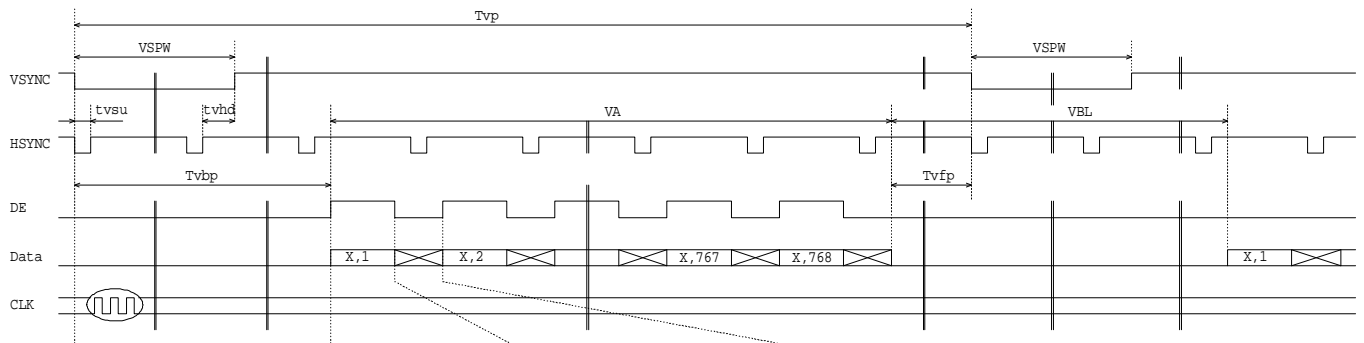 Tvp
VSPW VSPW
VSYNC
tvsu tvhd VA VBL
HSYNC
Tvbp Tvfp
DE
Data X,1 X,2 X,767 X,768 X,1
CLK